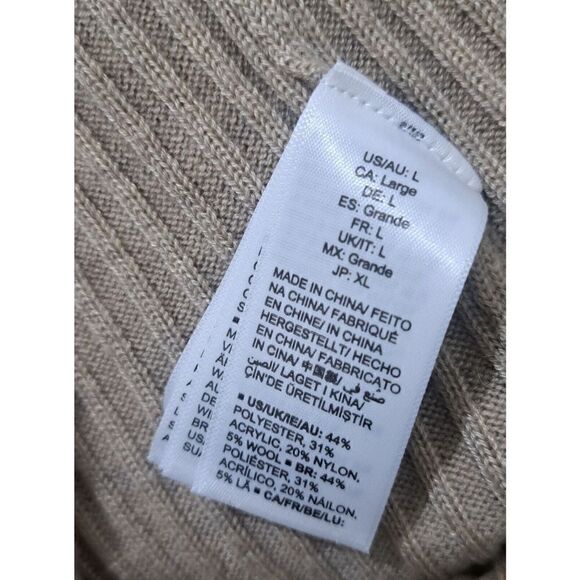 US/AU: L
CA: Large
DE: L
ES: Grande
FR: L
UK/IT: L
MX: Grande
JP: XL
MADE IN CHINA/ FEITO
NA CHINA/ FABRIQUÉ
EN CHINE/ IN CHINA
HERGESTELLT/ HECHO
EN CHINA/ FABBRICATO
IN CINA/ 中国製/ صنع في
الصين/ LAGET I KINA/
ÇİN'DE ÜRETİLMİŞTİR
■ US/UK/IE/AU: 44%
POLYESTER, 31%
ACRYLIC, 20% NYLON,
5% WOOL ■ BR: 44%
POLIÉSTER, 31%
ACRÍLICO, 20% NÁILON,
5% LÃ ■ CA/FR/BE/LU: